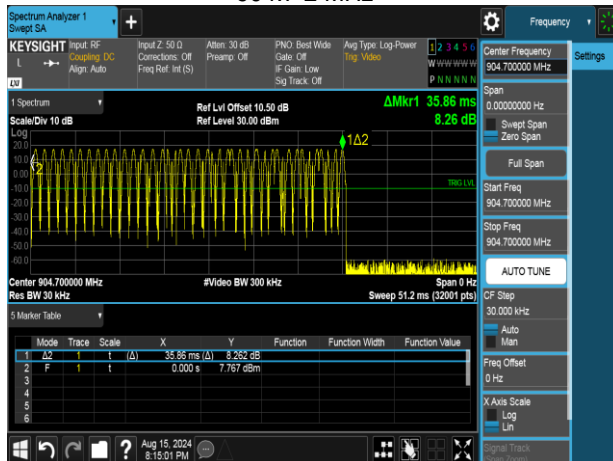 Spectrum Analyzer 1
Swept SA
Frequency
KEYSIGHT
Input: RF
Coupling: DC
Align: Auto
Input Z: 50 Ω
Corrections: Off
Freq Ref: Int (S)
Atten: 30 dB
Preamp: Off
PNO: Best Wide
Gate: Off
IF Gain: Low
Sig Track: Off
Avg Type: Log-Power
Trig: Video
1 2 3 4 5 6
W W W W W W
P N N N N N
L
LXI
Center Frequency
904.700000 MHz
Settings
Span
0.00000000 Hz
Swept Span
Zero Span
Full Span
Start Freq
904.700000 MHz
Stop Freq
904.700000 MHz
AUTO TUNE
CF Step
30.000 kHz
Auto
Man
Freq Offset
0 Hz
X Axis Scale
Log
Lin
Signal Track
(Span Zoom)
1 Spectrum
Scale/Div 10 dB
Ref Lvl Offset 10.50 dB
Ref Level 30.00 dBm
ΔMkr1 35.86 ms
8.26 dB
Log
20.0
10.0
0.00
-10.0
-20.0
-30.0
-40.0
-50.0
-60.0
2
1Δ2
TRIG LVL
Center 904.700000 MHz
Res BW 30 kHz
#Video BW 300 kHz
Span 0 Hz
Sweep 51.2 ms (32001 pts)
5 Marker Table
Mode Trace Scale X Y Function Function Width Function Value
1 Δ2 1 t (Δ) 35.86 ms (Δ) 8.262 dB
2 F 1 t 0.000 s 7.767 dBm
3
4
5
6
Aug 15, 2024
8:15:01 PM